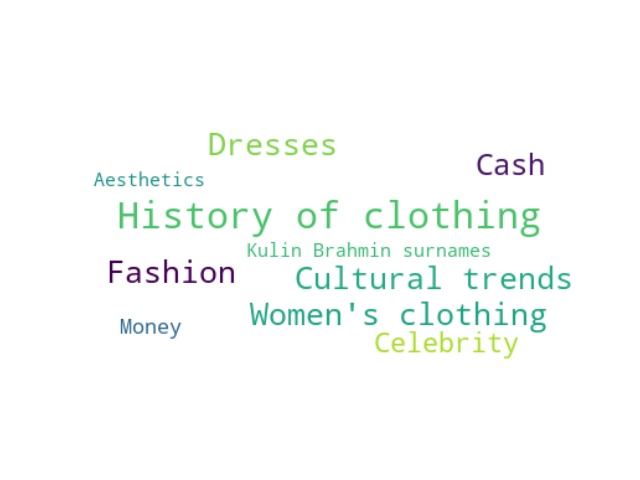 Dresses
Cash
Aesthetics
History of clothing
Kulin Brahmin surnames
Fashion
Cultural trends
Women's clothing
Money
Celebrity